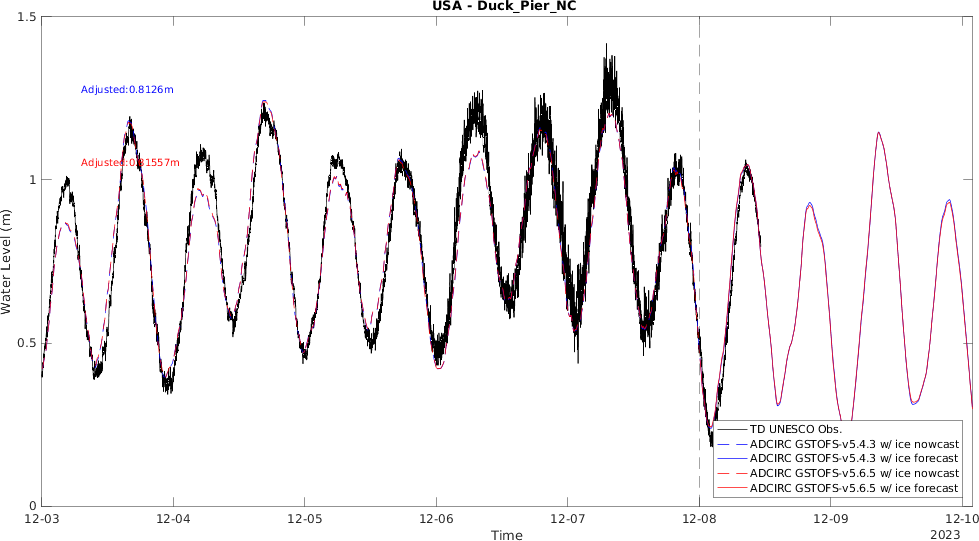 USA - Duck_Pier_NC
1.5
Adjusted:0.8126m
Adjusted:0.81557m
1
Water Level (m)
0.5
TD UNESCO Obs.
ADCIRC GSTOFS-v5.4.3 w/ ice nowcast
ADCIRC GSTOFS-v5.4.3 w/ ice forecast
ADCIRC GSTOFS-v5.6.5 w/ ice nowcast
ADCIRC GSTOFS-v5.6.5 w/ ice forecast
0
12-03 12-04 12-05 12-06 12-07 12-08 12-09 12-10
Time
2023